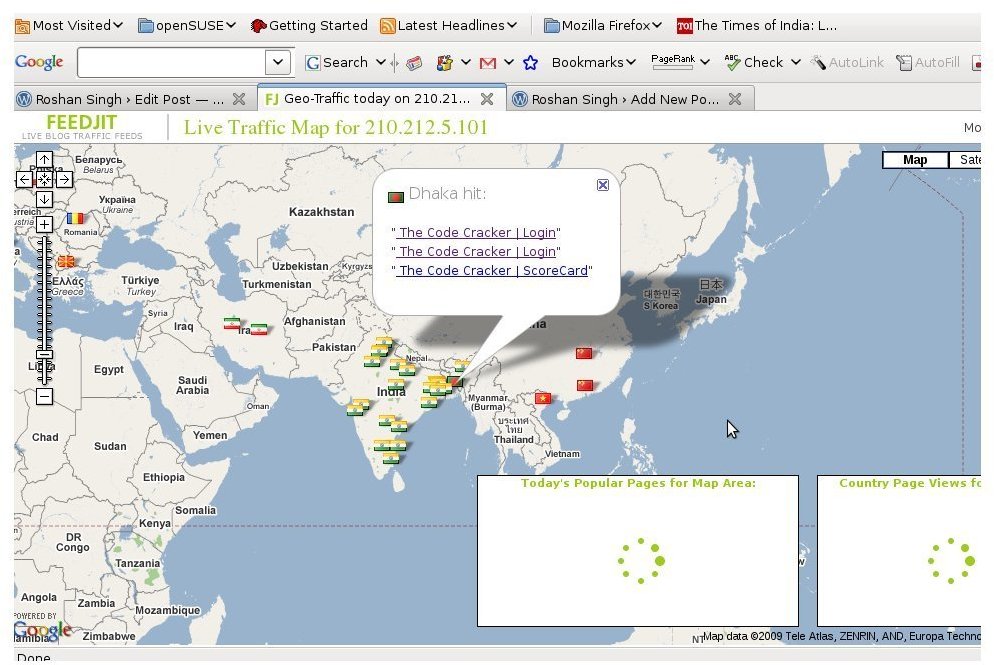 Most Visited openSUSE Getting Started Latest Headlines Mozilla Firefox TOI The Times of India: L...
Google G Search Bookmarks PageRank ABC Check AutoLink AutoFill
Roshan Singh › Edit Post — ... FJ Geo-Traffic today on 210.21... Roshan Singh › Add New Po...
FEEDJIT
LIVE BLOG TRAFFIC FEEDS
Live Traffic Map for 210.212.5.101
Mo
Map Sate
Беларусь
Belarus
Україна
Ukraine
Romania
Ελλάς
Greece
Türkiye
Turkey
Kazakhstan
Uzbekistan
Kyrgyzs
Turkmenistan
Syria
Iraq
Ira
Afghanistan
Pakistan
Nepal
India
Egypt
Saudi
Arabia
Oman
Yemen
Chad
Sudan
Ethiopia
Somalia
Kenya
DR
Congo
Tanzania
Angola
Zambia
Mozambique
Zimbabwe
Myanmar
(Burma)
ประเทศ
ไทย
Thailand
Vietnam
대한민국
S Korea
日本
Japan
Dhaka hit:
" The Code Cracker | Login"
" The Code Cracker | Login"
" The Code Cracker | ScoreCard"
Today's Popular Pages for Map Area:
Country Page Views fo
POWERED BY
Google
Map data ©2009 Tele Atlas, ZENRIN, AND, Europa Techno
Done